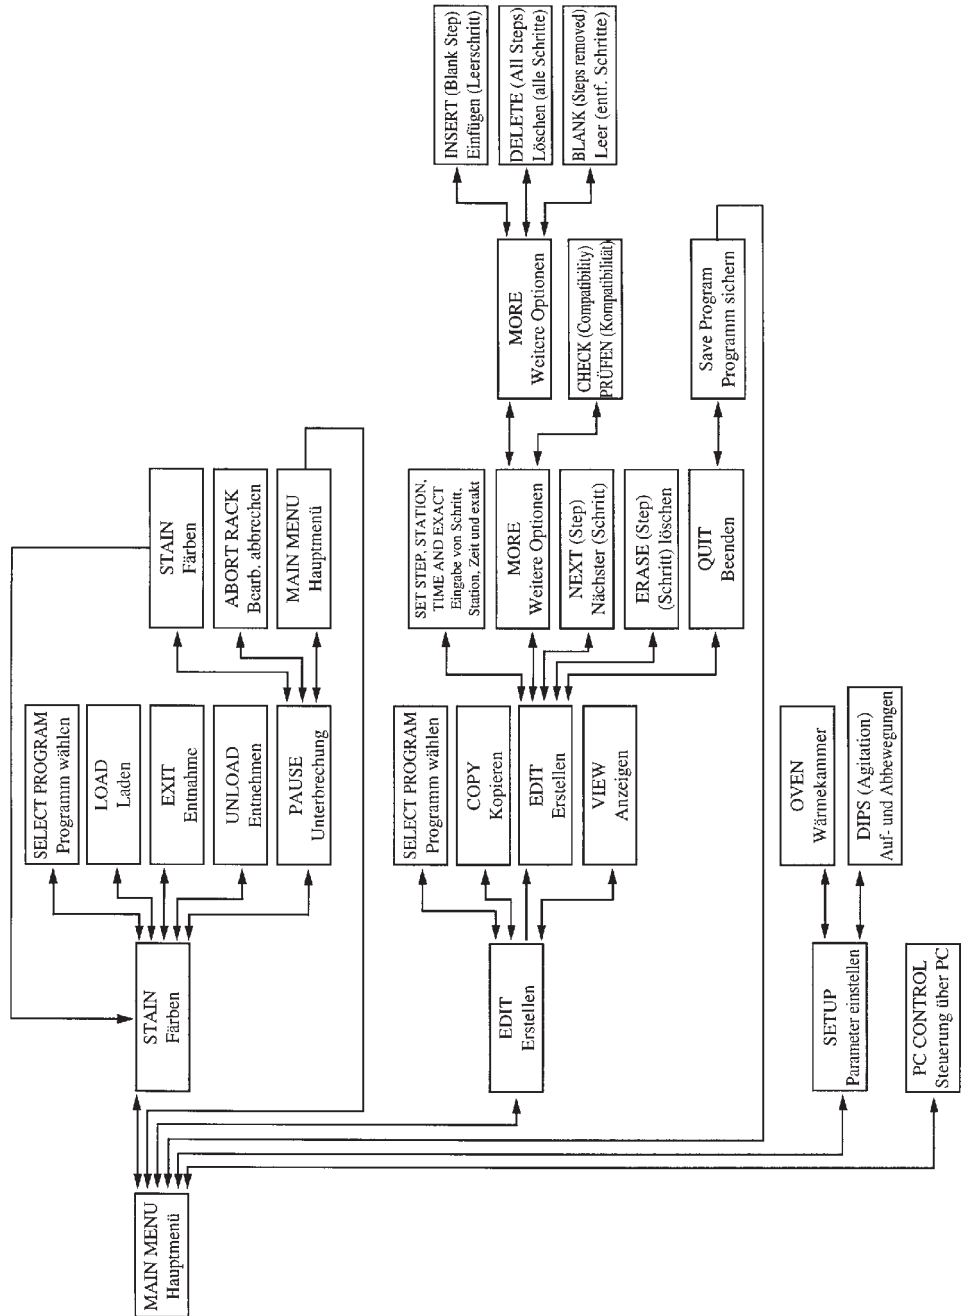 MAIN MENU
Hauptmenü
STAIN
Färben
SELECT PROGRAM
Programm wählen
LOAD
Laden
EXIT
Entnahme
UNLOAD
Entnehmen
PAUSE
Unterbrechung
STAIN
Färben
ABORT RACK
Bearb. abbrechen
MAIN MENU
Hauptmenü
EDIT
Erstellen
SELECT PROGRAM
Programm wählen
COPY
Kopieren
EDIT
Erstellen
VIEW
Anzeigen
SET STEP, STATION,
TIME AND EXACT
Eingabe von Schritt,
Station, Zeit und exakt
MORE
Weitere Optionen
NEXT (Step)
Nächster (Schritt)
ERASE (Step)
(Schritt) löschen
QUIT
Beenden
MORE
Weitere Optionen
CHECK (Compatibility)
PRÜFEN (Kompatibilität)
Save Program
Programm sichern
INSERT (Blank Step)
Einfügen (Leerschritt)
DELETE (All Steps)
Löschen (alle Schritte)
BLANK (Steps removed)
Leer (entf. Schritte)
SETUP
Parameter einstellen
OVEN
Wärmekammer
DIPS (Agitation)
Auf- und Abbewegungen
PC CONTROL
Steuerung über PC